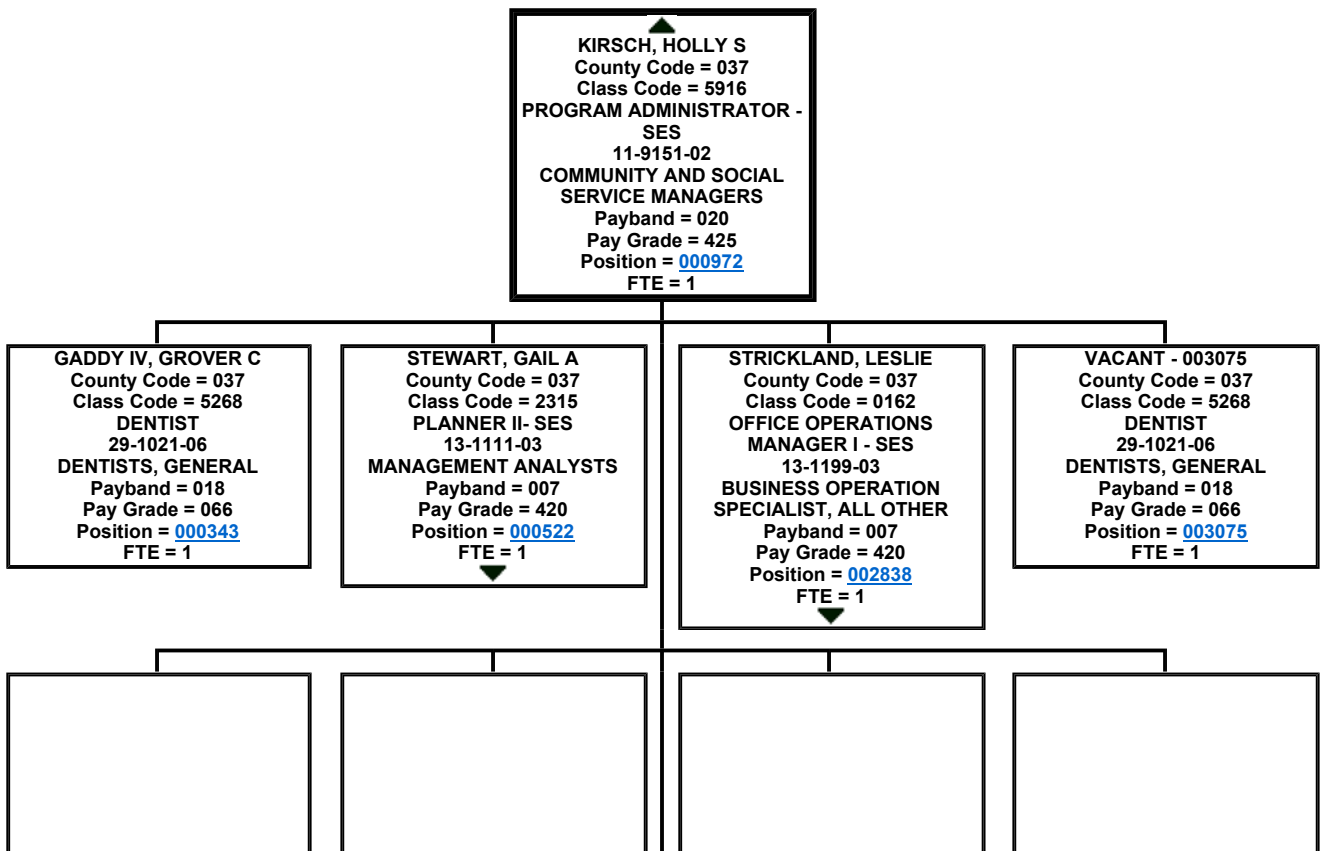 KIRSCH, HOLLY S
County Code = 037
Class Code = 5916
PROGRAM ADMINISTRATOR -
SES
11-9151-02
COMMUNITY AND SOCIAL
SERVICE MANAGERS
Payband = 020
Pay Grade = 425
Position = 000972
FTE = 1
GADDY IV, GROVER C
County Code = 037
Class Code = 5268
DENTIST
29-1021-06
DENTISTS, GENERAL
Payband = 018
Pay Grade = 066
Position = 000343
FTE = 1
STEWART, GAIL A
County Code = 037
Class Code = 2315
PLANNER II- SES
13-1111-03
MANAGEMENT ANALYSTS
Payband = 007
Pay Grade = 420
Position = 000522
FTE = 1
STRICKLAND, LESLIE
County Code = 037
Class Code = 0162
OFFICE OPERATIONS
MANAGER I - SES
13-1199-03
BUSINESS OPERATION
SPECIALIST, ALL OTHER
Payband = 007
Pay Grade = 420
Position = 002838
FTE = 1
VACANT - 003075
County Code = 037
Class Code = 5268
DENTIST
29-1021-06
DENTISTS, GENERAL
Payband = 018
Pay Grade = 066
Position = 003075
FTE = 1